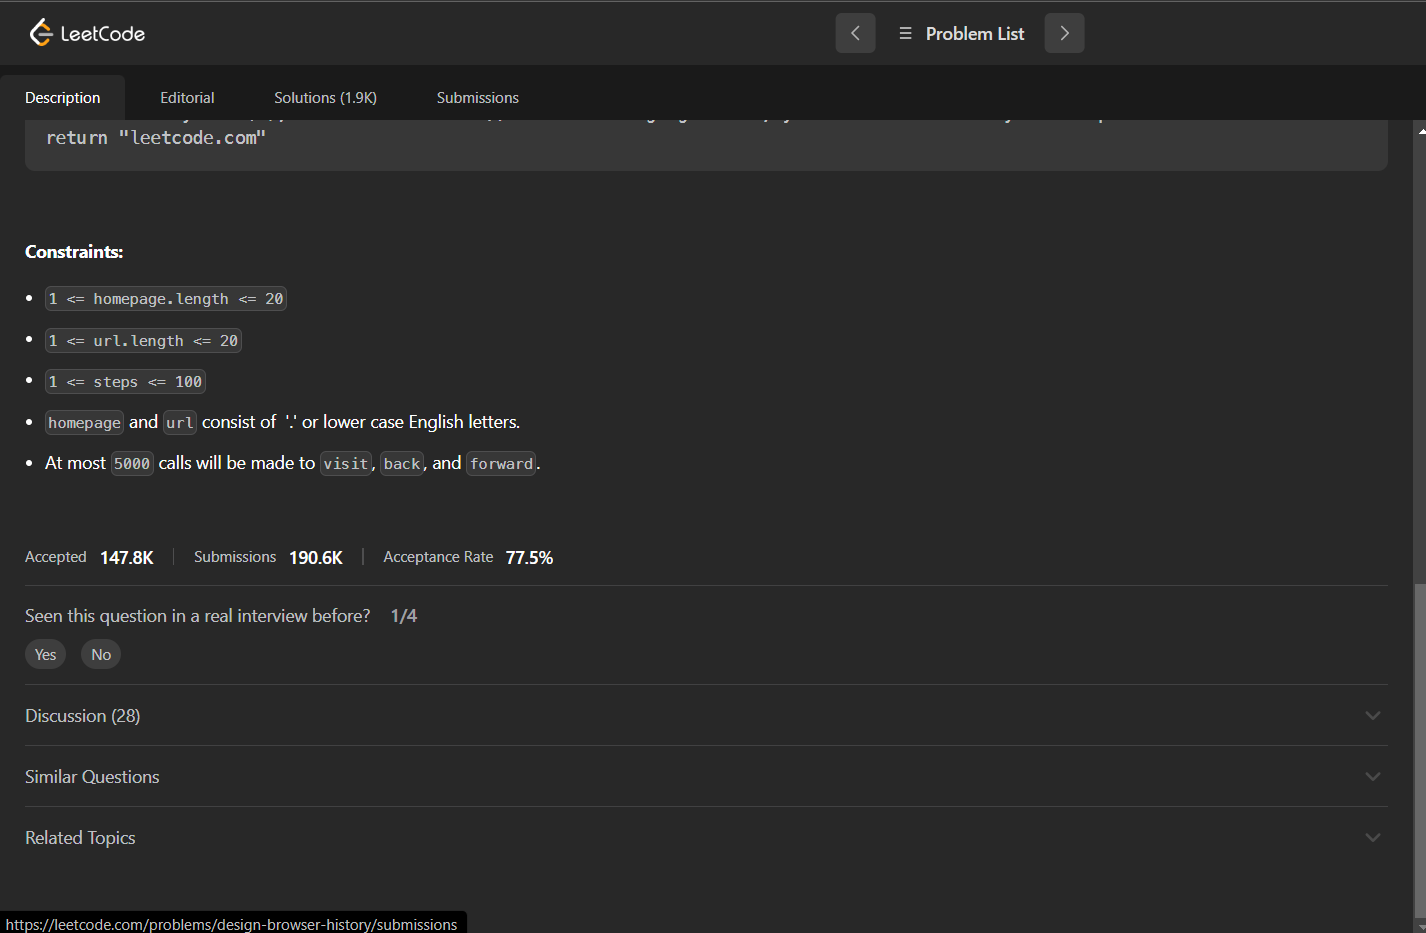 LeetCode
Problem List
Description Editorial Solutions (1.9K) Submissions
return "leetcode.com"
Constraints:
• 1 <= homepage.length <= 20
• 1 <= url.length <= 20
• 1 <= steps <= 100
• homepage and url consist of '.' or lower case English letters.
• At most 5000 calls will be made to visit, back, and forward.
Accepted 147.8K | Submissions 190.6K | Acceptance Rate 77.5%
Seen this question in a real interview before? 1/4
Yes No
Discussion (28)
Similar Questions
Related Topics
https://leetcode.com/problems/design-browser-history/submissions